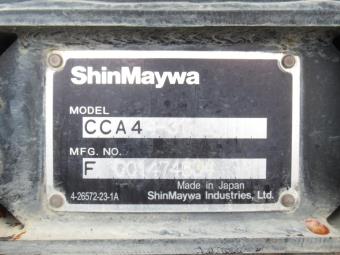 ShinMaywa
MODEL
CCA4
MFG. NO.
F
Made in Japan
4-26572-23-1A ShinMaywa Industries, Ltd.